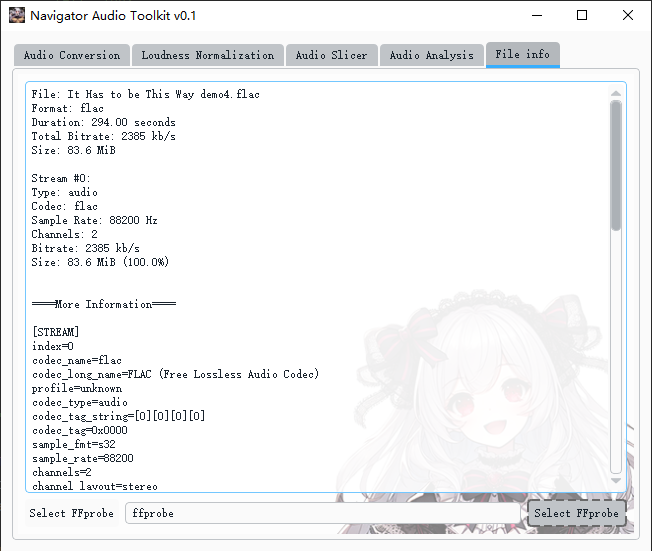 Navigator Audio Toolkit v0.1
Audio Conversion
Loudness Normalization
Audio Slicer
Audio Analysis
File info
File: It Has to be This Way demo4.flac
Format: flac
Duration: 294.00 seconds
Total Bitrate: 2385 kb/s
Size: 83.6 MiB
Stream #0:
Type: audio
Codec: flac
Sample Rate: 88200 Hz
Channels: 2
Bitrate: 2385 kb/s
Size: 83.6 MiB (100.0%)
====More Information====
[STREAM]
index=0
codec_name=flac
codec_long_name=FLAC (Free Lossless Audio Codec)
profile=unknown
codec_type=audio
codec_tag_string=[0][0][0][0]
codec_tag=0x0000
sample_fmt=s32
sample_rate=88200
channels=2
channel_layout=stereo
Select FFprobe
ffprobe
Select FFprobe